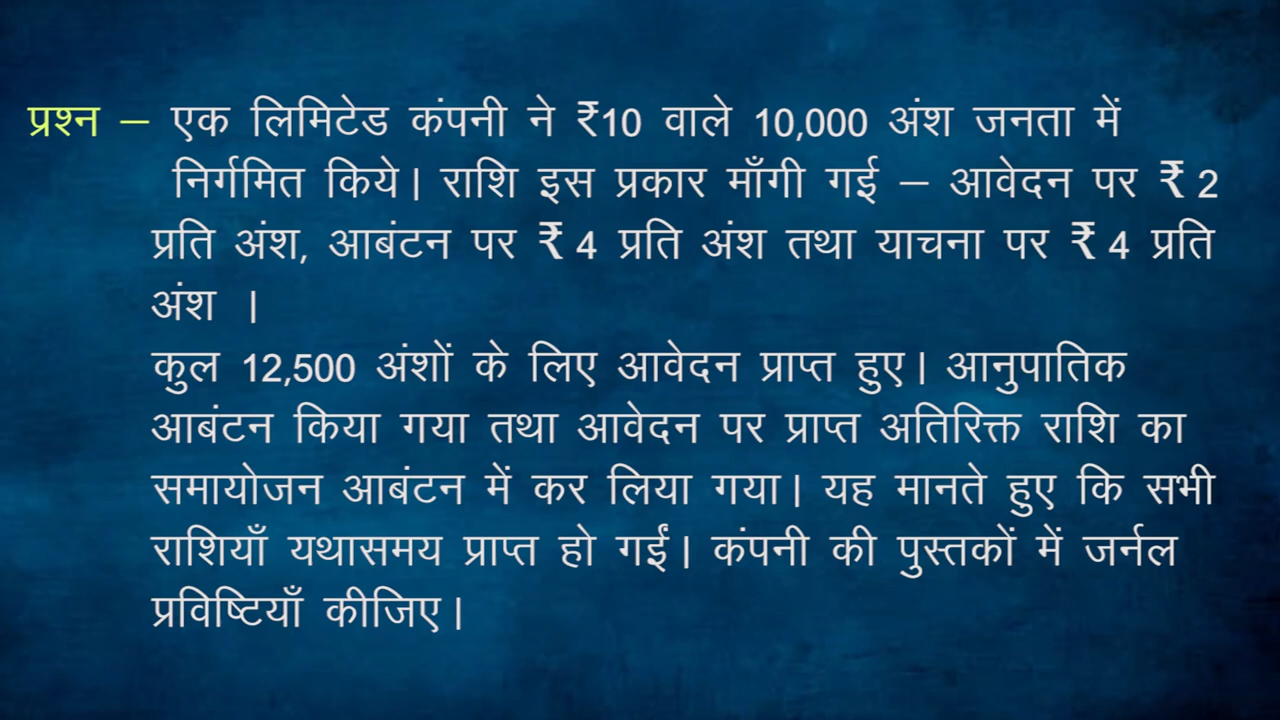 प्रश्न – एक लिमिटेड कंपनी ने ₹10 वाले 10,000 अंश जनता में
निर्गमित किये। राशि इस प्रकार माँगी गई – आवेदन पर ₹ 2
प्रति अंश, आबंटन पर ₹ 4 प्रति अंश तथा याचना पर ₹ 4 प्रति
अंश ।
कुल 12,500 अंशों के लिए आवेदन प्राप्त हुए। आनुपातिक
आबंटन किया गया तथा आवेदन पर प्राप्त अतिरिक्त राशि का
समायोजन आबंटन में कर लिया गया। यह मानते हुए कि सभी
राशियाँ यथासमय प्राप्त हो गईं। कंपनी की पुस्तकों में जर्नल
प्रविष्टियाँ कीजिए।